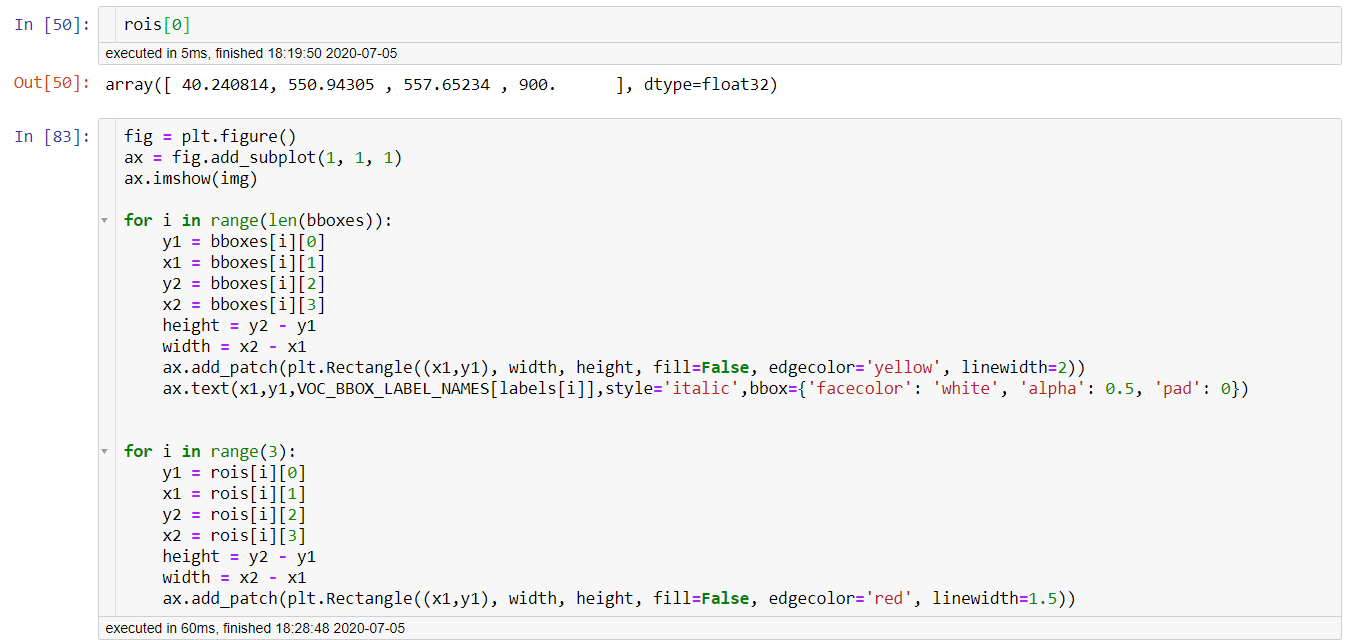 In [50]: rois[0]
executed in 5ms, finished 18:19:50 2020-07-05
Out[50]: array([ 40.240814, 550.94305 , 557.65234 , 900.      ], dtype=float32)
In [83]: fig = plt.figure()
ax = fig.add_subplot(1, 1, 1)
ax.imshow(img)
for i in range(len(bboxes)):
    y1 = bboxes[i][0]
    x1 = bboxes[i][1]
    y2 = bboxes[i][2]
    x2 = bboxes[i][3]
    height = y2 - y1
    width = x2 - x1
    ax.add_patch(plt.Rectangle((x1,y1), width, height, fill=False, edgecolor='yellow', linewidth=2))
    ax.text(x1,y1,VOC_BBOX_LABEL_NAMES[labels[i]],style='italic',bbox={'facecolor': 'white', 'alpha': 0.5, 'pad': 0})
for i in range(3):
    y1 = rois[i][0]
    x1 = rois[i][1]
    y2 = rois[i][2]
    x2 = rois[i][3]
    height = y2 - y1
    width = x2 - x1
    ax.add_patch(plt.Rectangle((x1,y1), width, height, fill=False, edgecolor='red', linewidth=1.5))
executed in 60ms, finished 18:28:48 2020-07-05